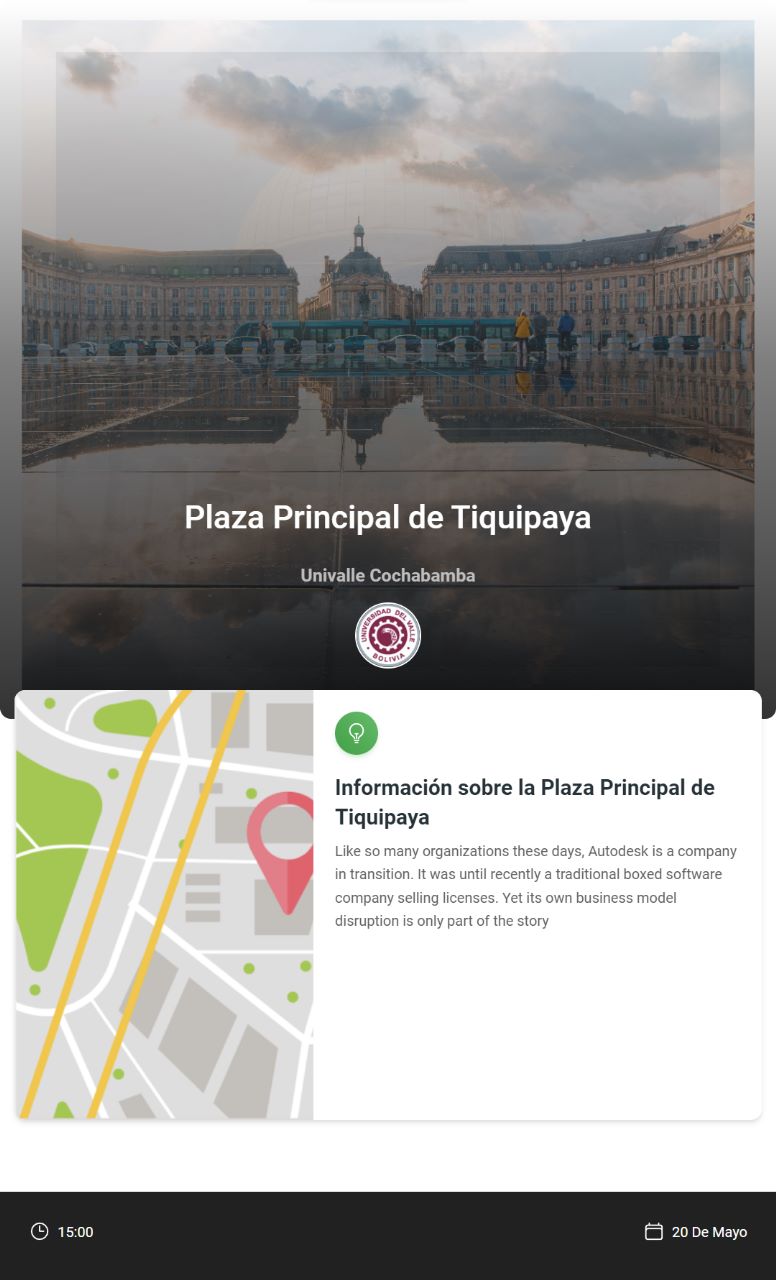 Plaza Principal de Tiquipaya
Univalle Cochabamba
UNIVERSIDAD DEL VALLE
BOLIVIA
Información sobre la Plaza Principal de
Tiquipaya
Like so many organizations these days, Autodesk is a company
in transition. It was until recently a traditional boxed software
company selling licenses. Yet its own business model
disruption is only part of the story
15:00
20 De Mayo